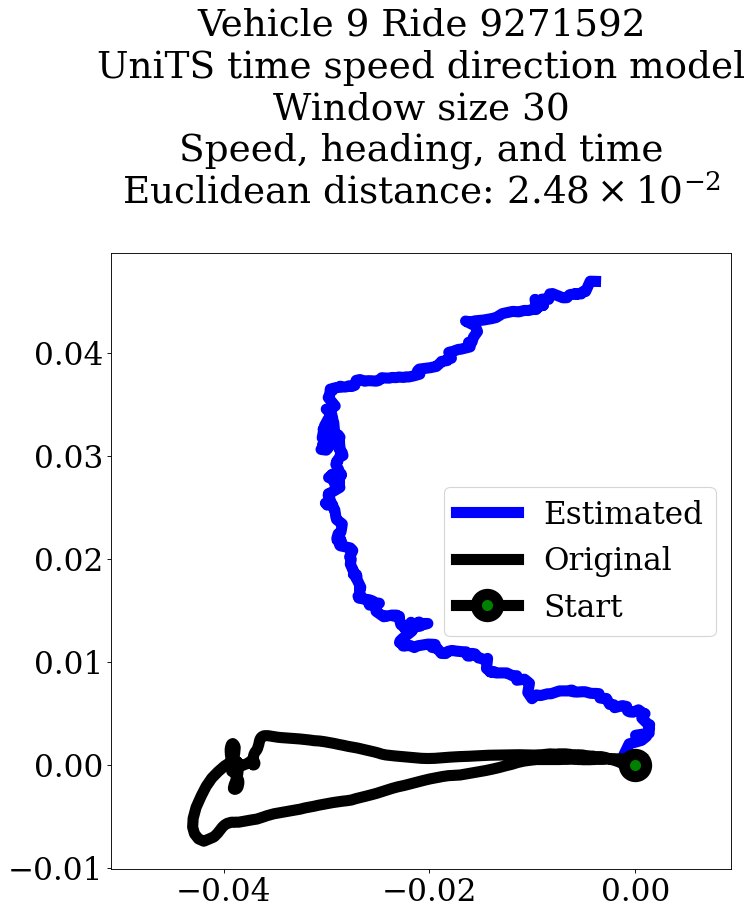 Vehicle 9 Ride 9271592
UniTS time speed direction model
Window size 30
Speed, heading, and time
Euclidean distance: 2.48 × 10⁻²
0.04
0.03
0.02
0.01
0.00
−0.01
Estimated
Original
Start
−0.04
−0.02
0.00